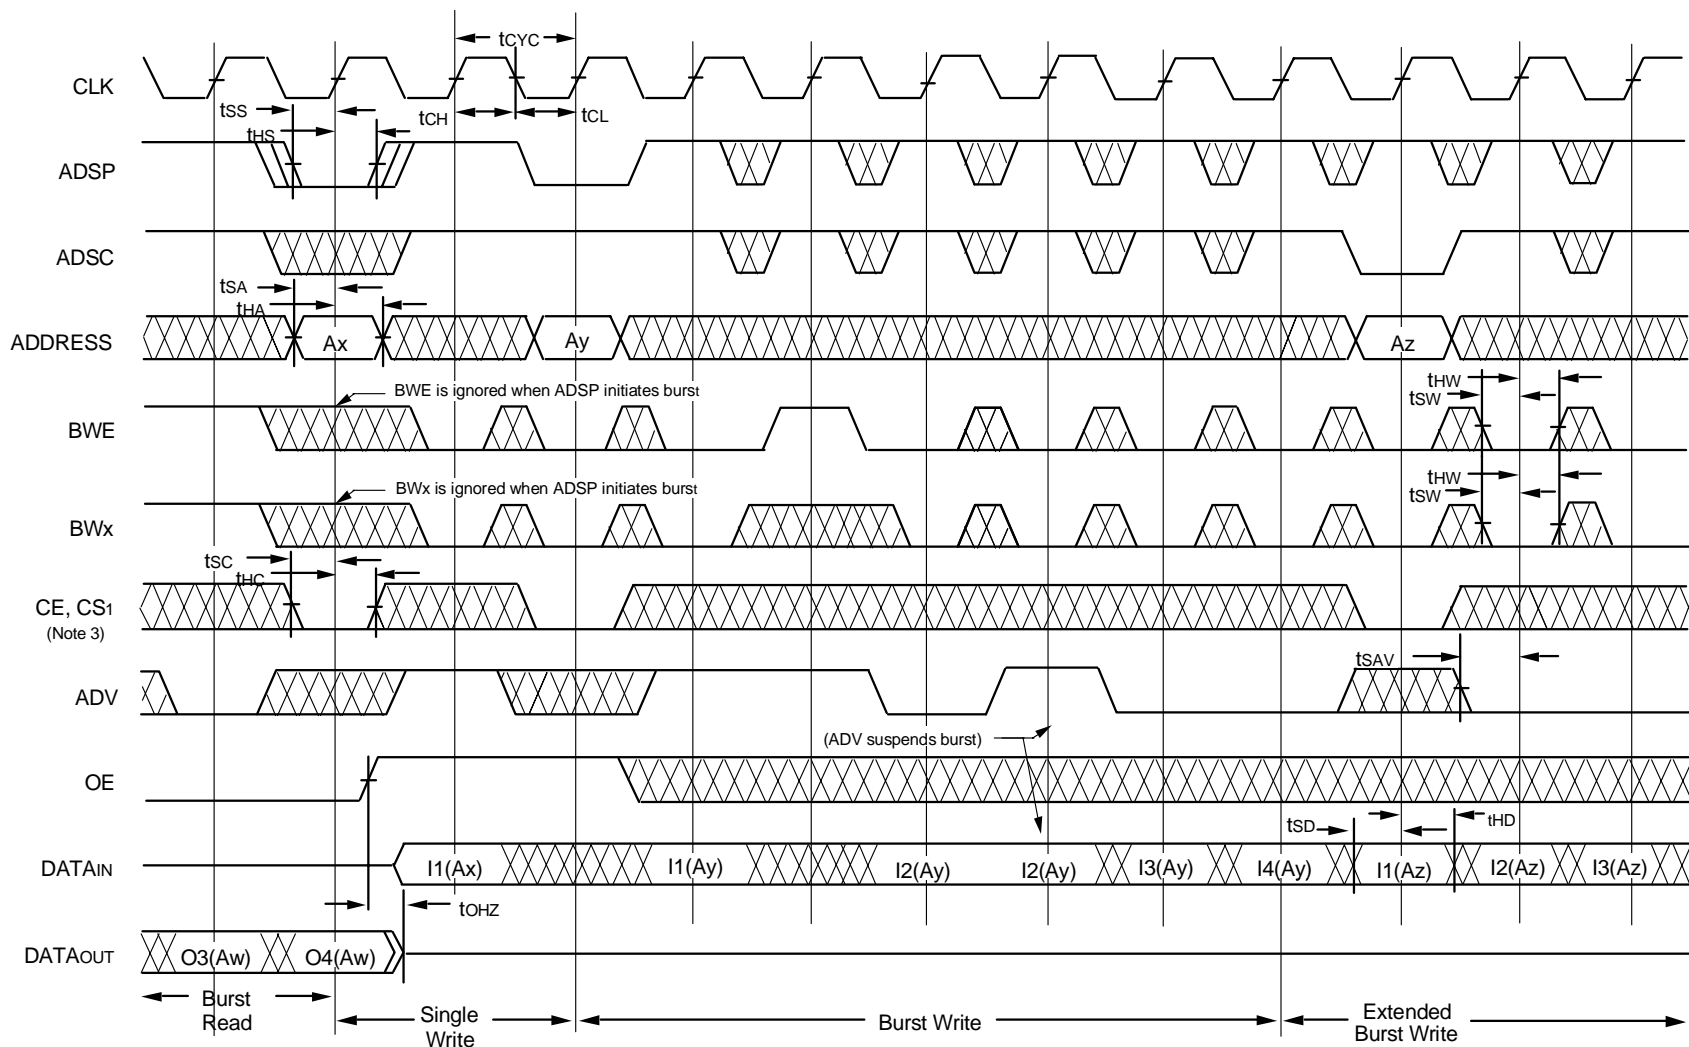 tCYC
CLK
tSS
tCH
tCL
tHS
ADSP
ADSC
tSA
tHA
ADDRESS
Ax
Ay
Az
BWE is ignored when ADSP initiates burst
tHW
tSW
BWE
BWx is ignored when ADSP initiates burst
tHW
tSW
BWx
tSC
tHC
CE, CS1
(Note 3)
tSAV
ADV
(ADV suspends burst)
OE
tSD
tHD
DATAIN
I1(Ax)
I1(Ay)
I2(Ay)
I2(Ay)
I3(Ay)
I4(Ay)
I1(Az)
I2(Az)
I3(Az)
tOHZ
DATAOUT
O3(Aw)
O4(Aw)
Burst
Read
Single
Write
Burst Write
Extended
Burst Write